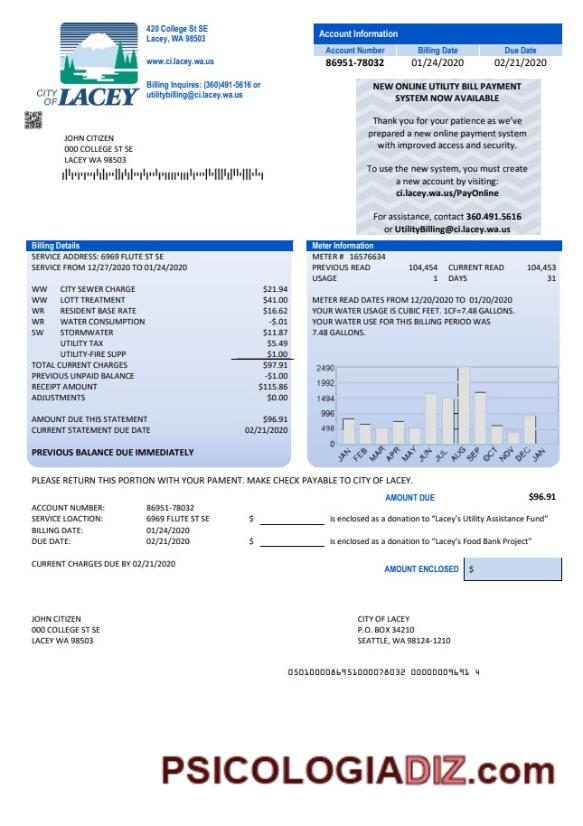 420 College St SE
Lacey, WA 98503
www.ci.lacey.wa.us
Billing Inquires: (360)491-5616 or
utilitybilling@ci.lacey.wa.us
CITY OF LACEY
Account Information
Account Number Billing Date Due Date
86951-78032 01/24/2020 02/21/2020
NEW ONLINE UTILITY BILL PAYMENT
SYSTEM NOW AVAILABLE
Thank you for your patience as we've
prepared a new online payment system
with improved access and security.
To use the new system, you must create
a new account by visiting:
ci.lacey.wa.us/PayOnline
For assistance, contact 360.491.5616
or UtilityBilling@ci.lacey.wa.us
JOHN CITIZEN
000 COLLEGE ST SE
LACEY WA 98503
Billing Details
SERVICE ADDRESS: 6969 FLUTE ST SE
SERVICE FROM 12/27/2020 TO 01/24/2020
WW CITY SEWER CHARGE $21.94
WW LOTT TREATMENT $41.00
WR RESIDENT BASE RATE $16.62
WR WATER CONSUMPTION -$.01
SW STORMWATER $11.87
UTILITY TAX $5.49
UTILITY-FIRE SUPP $1.00
TOTAL CURRENT CHARGES $97.91
PREVIOUS UNPAID BALANCE -$1.00
RECEIPT AMOUNT $115.86
ADJUSTMENTS $0.00
AMOUNT DUE THIS STATEMENT $96.91
CURRENT STATEMENT DUE DATE 02/21/2020
PREVIOUS BALANCE DUE IMMEDIATELY
Meter Information
METER # 16576634
PREVIOUS READ 104,454 CURRENT READ 104,453
USAGE 1 DAYS 31
METER READ DATES FROM 12/20/2020 TO 01/20/2020
YOUR WATER USAGE IS CUBIC FEET. 1CF=7.48 GALLONS.
YOUR WATER USE FOR THIS BILLING PERIOD WAS
7.48 GALLONS.
2490
1992
1494
996
498
0
JAN FEB MAR APR MAY JUN JUL AUG SEP OCT NOV DEC JAN
PLEASE RETURN THIS PORTION WITH YOUR PAMENT. MAKE CHECK PAYABLE TO CITY OF LACEY.
AMOUNT DUE $96.91
ACCOUNT NUMBER: 86951-78032
SERVICE LOACTION: 6969 FLUTE ST SE $ is enclosed as a donation to "Lacey's Utility Assistance Fund"
BILLING DATE: 01/24/2020
DUE DATE: 02/21/2020 $ is enclosed as a donation to "Lacey's Food Bank Project"
CURRENT CHARGES DUE BY 02/21/2020
AMOUNT ENCLOSED $
JOHN CITIZEN
000 COLLEGE ST SE
LACEY WA 98503
CITY OF LACEY
P.O. BOX 34210
SEATTLE, WA 98124-1210
0501000086951000078032 00000009691 4
PSICOLOGIADIZ.com